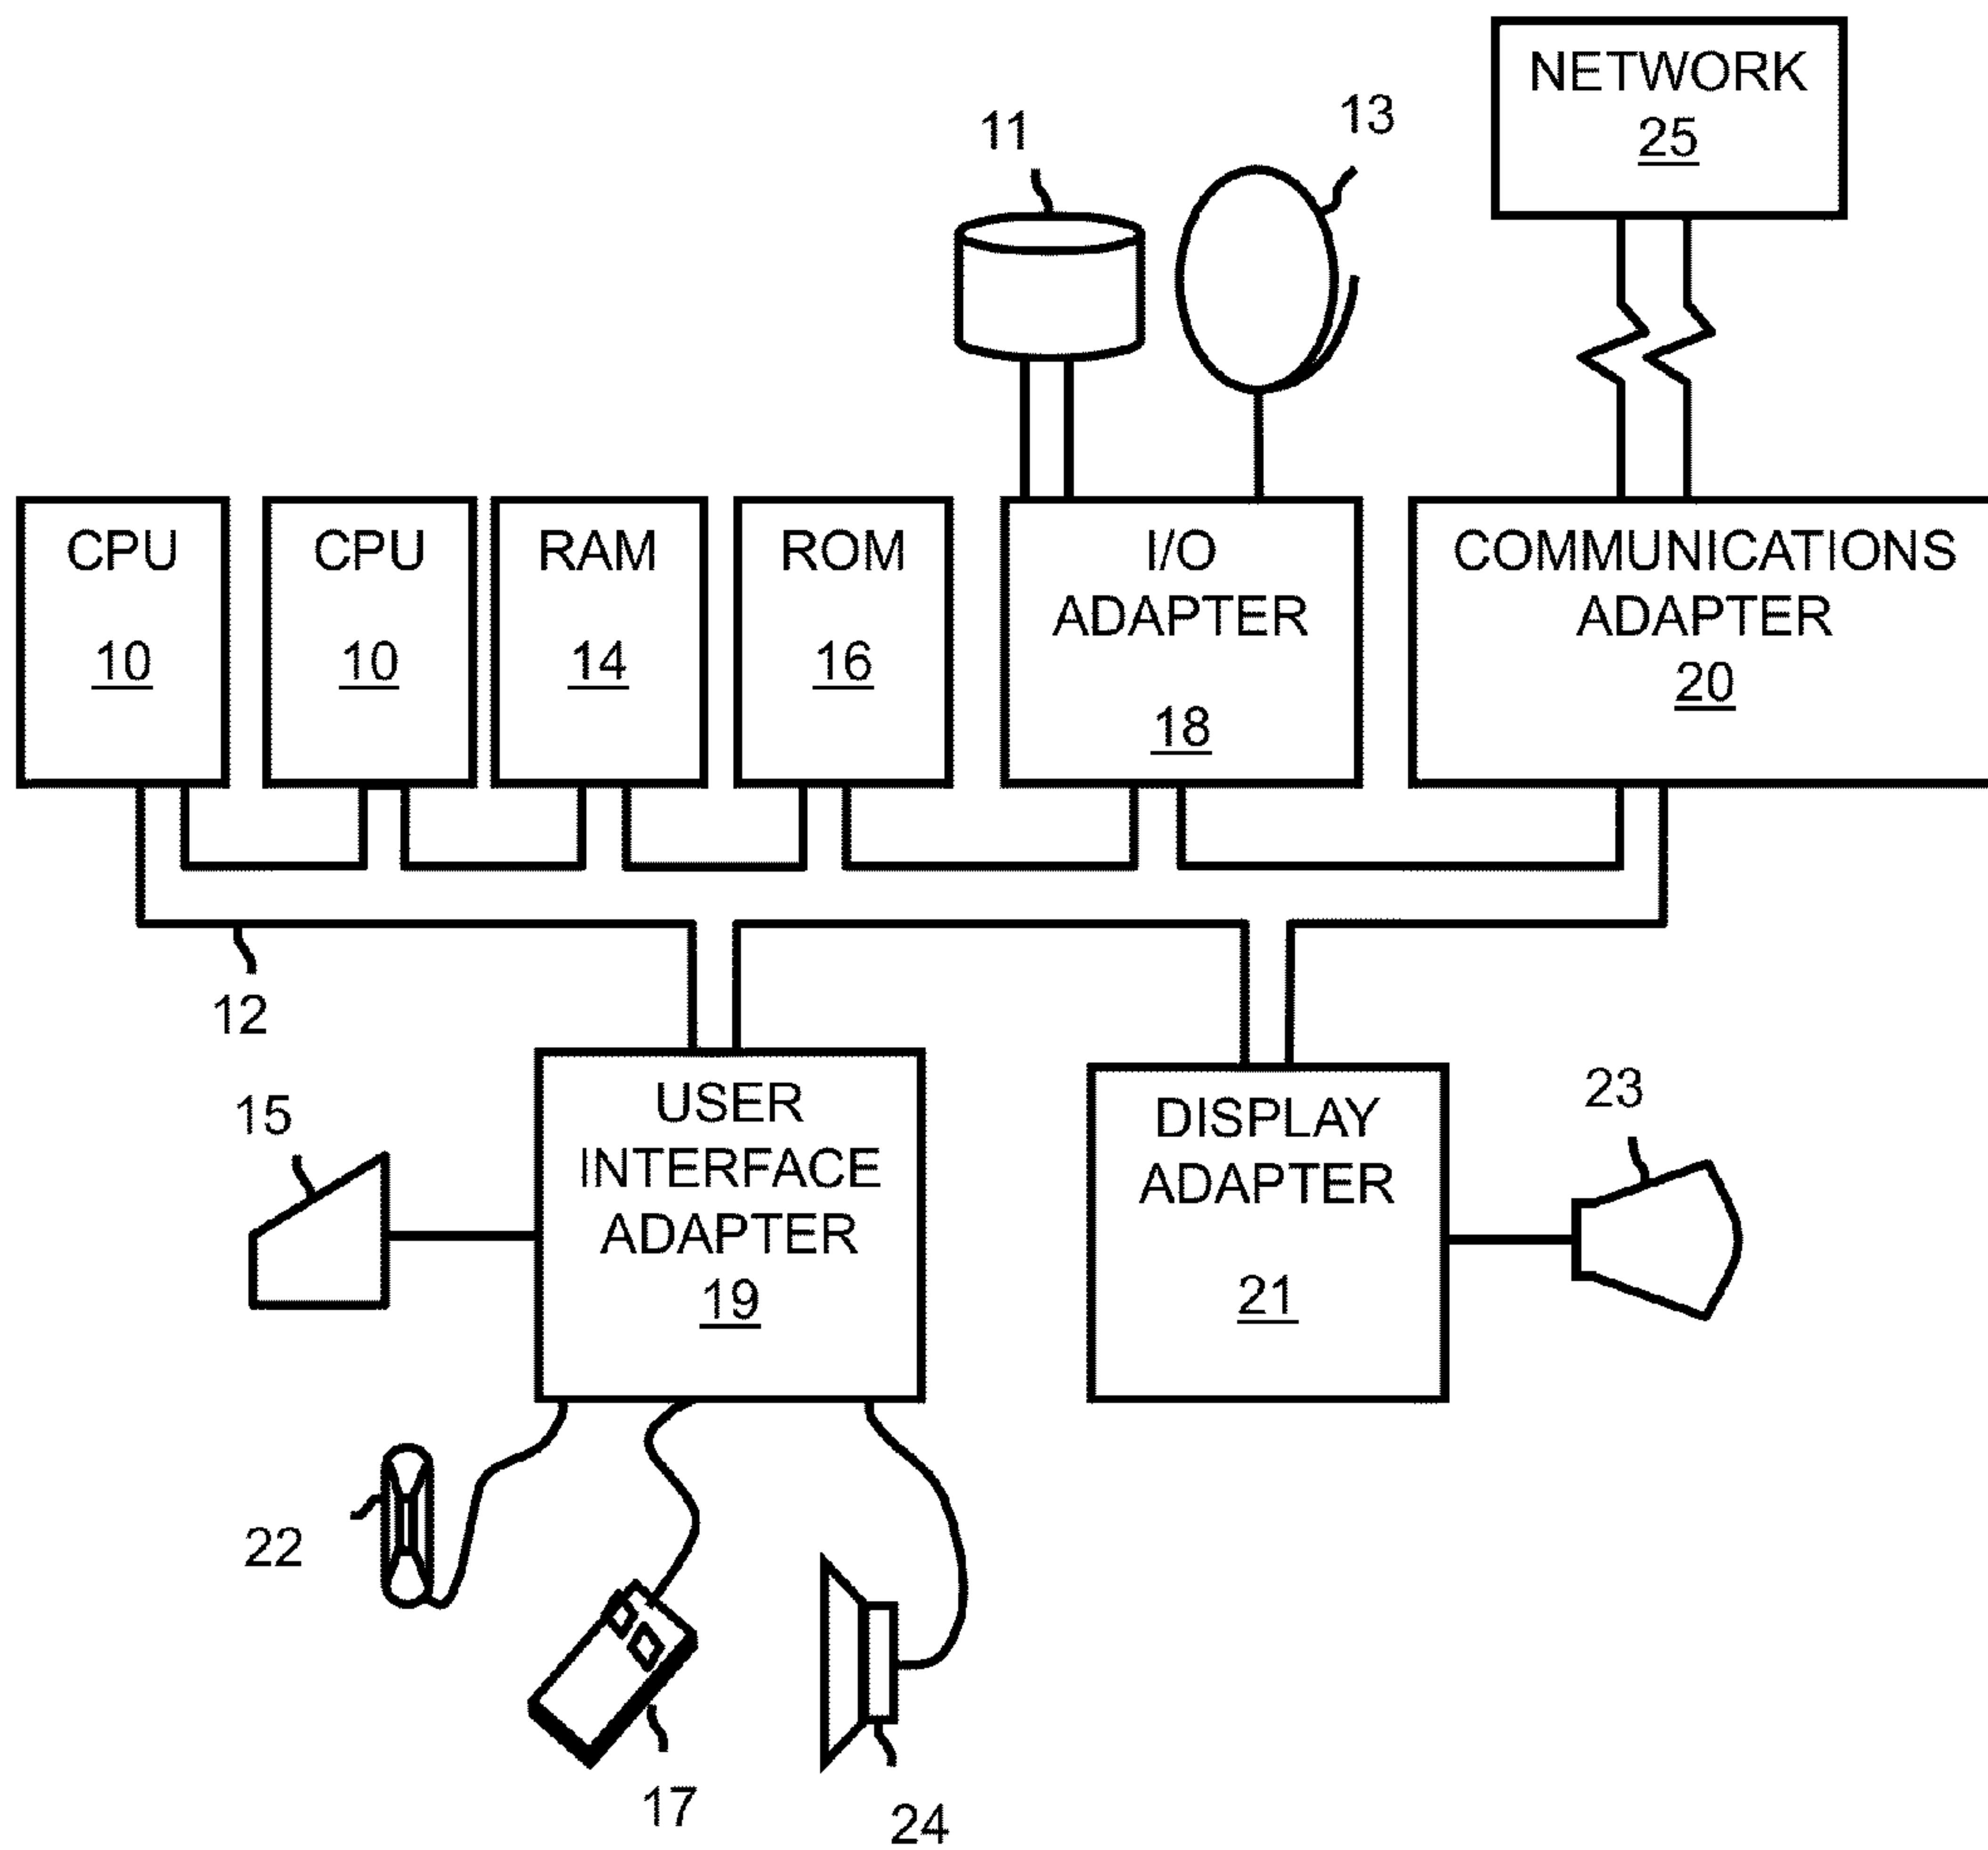 NETWORK
25
11
13
CPU
10
CPU
10
RAM
14
ROM
16
I/O
ADAPTER
18
COMMUNICATIONS
ADAPTER
20
12
15
USER
INTERFACE
ADAPTER
19
DISPLAY
ADAPTER
21
23
22
17
24